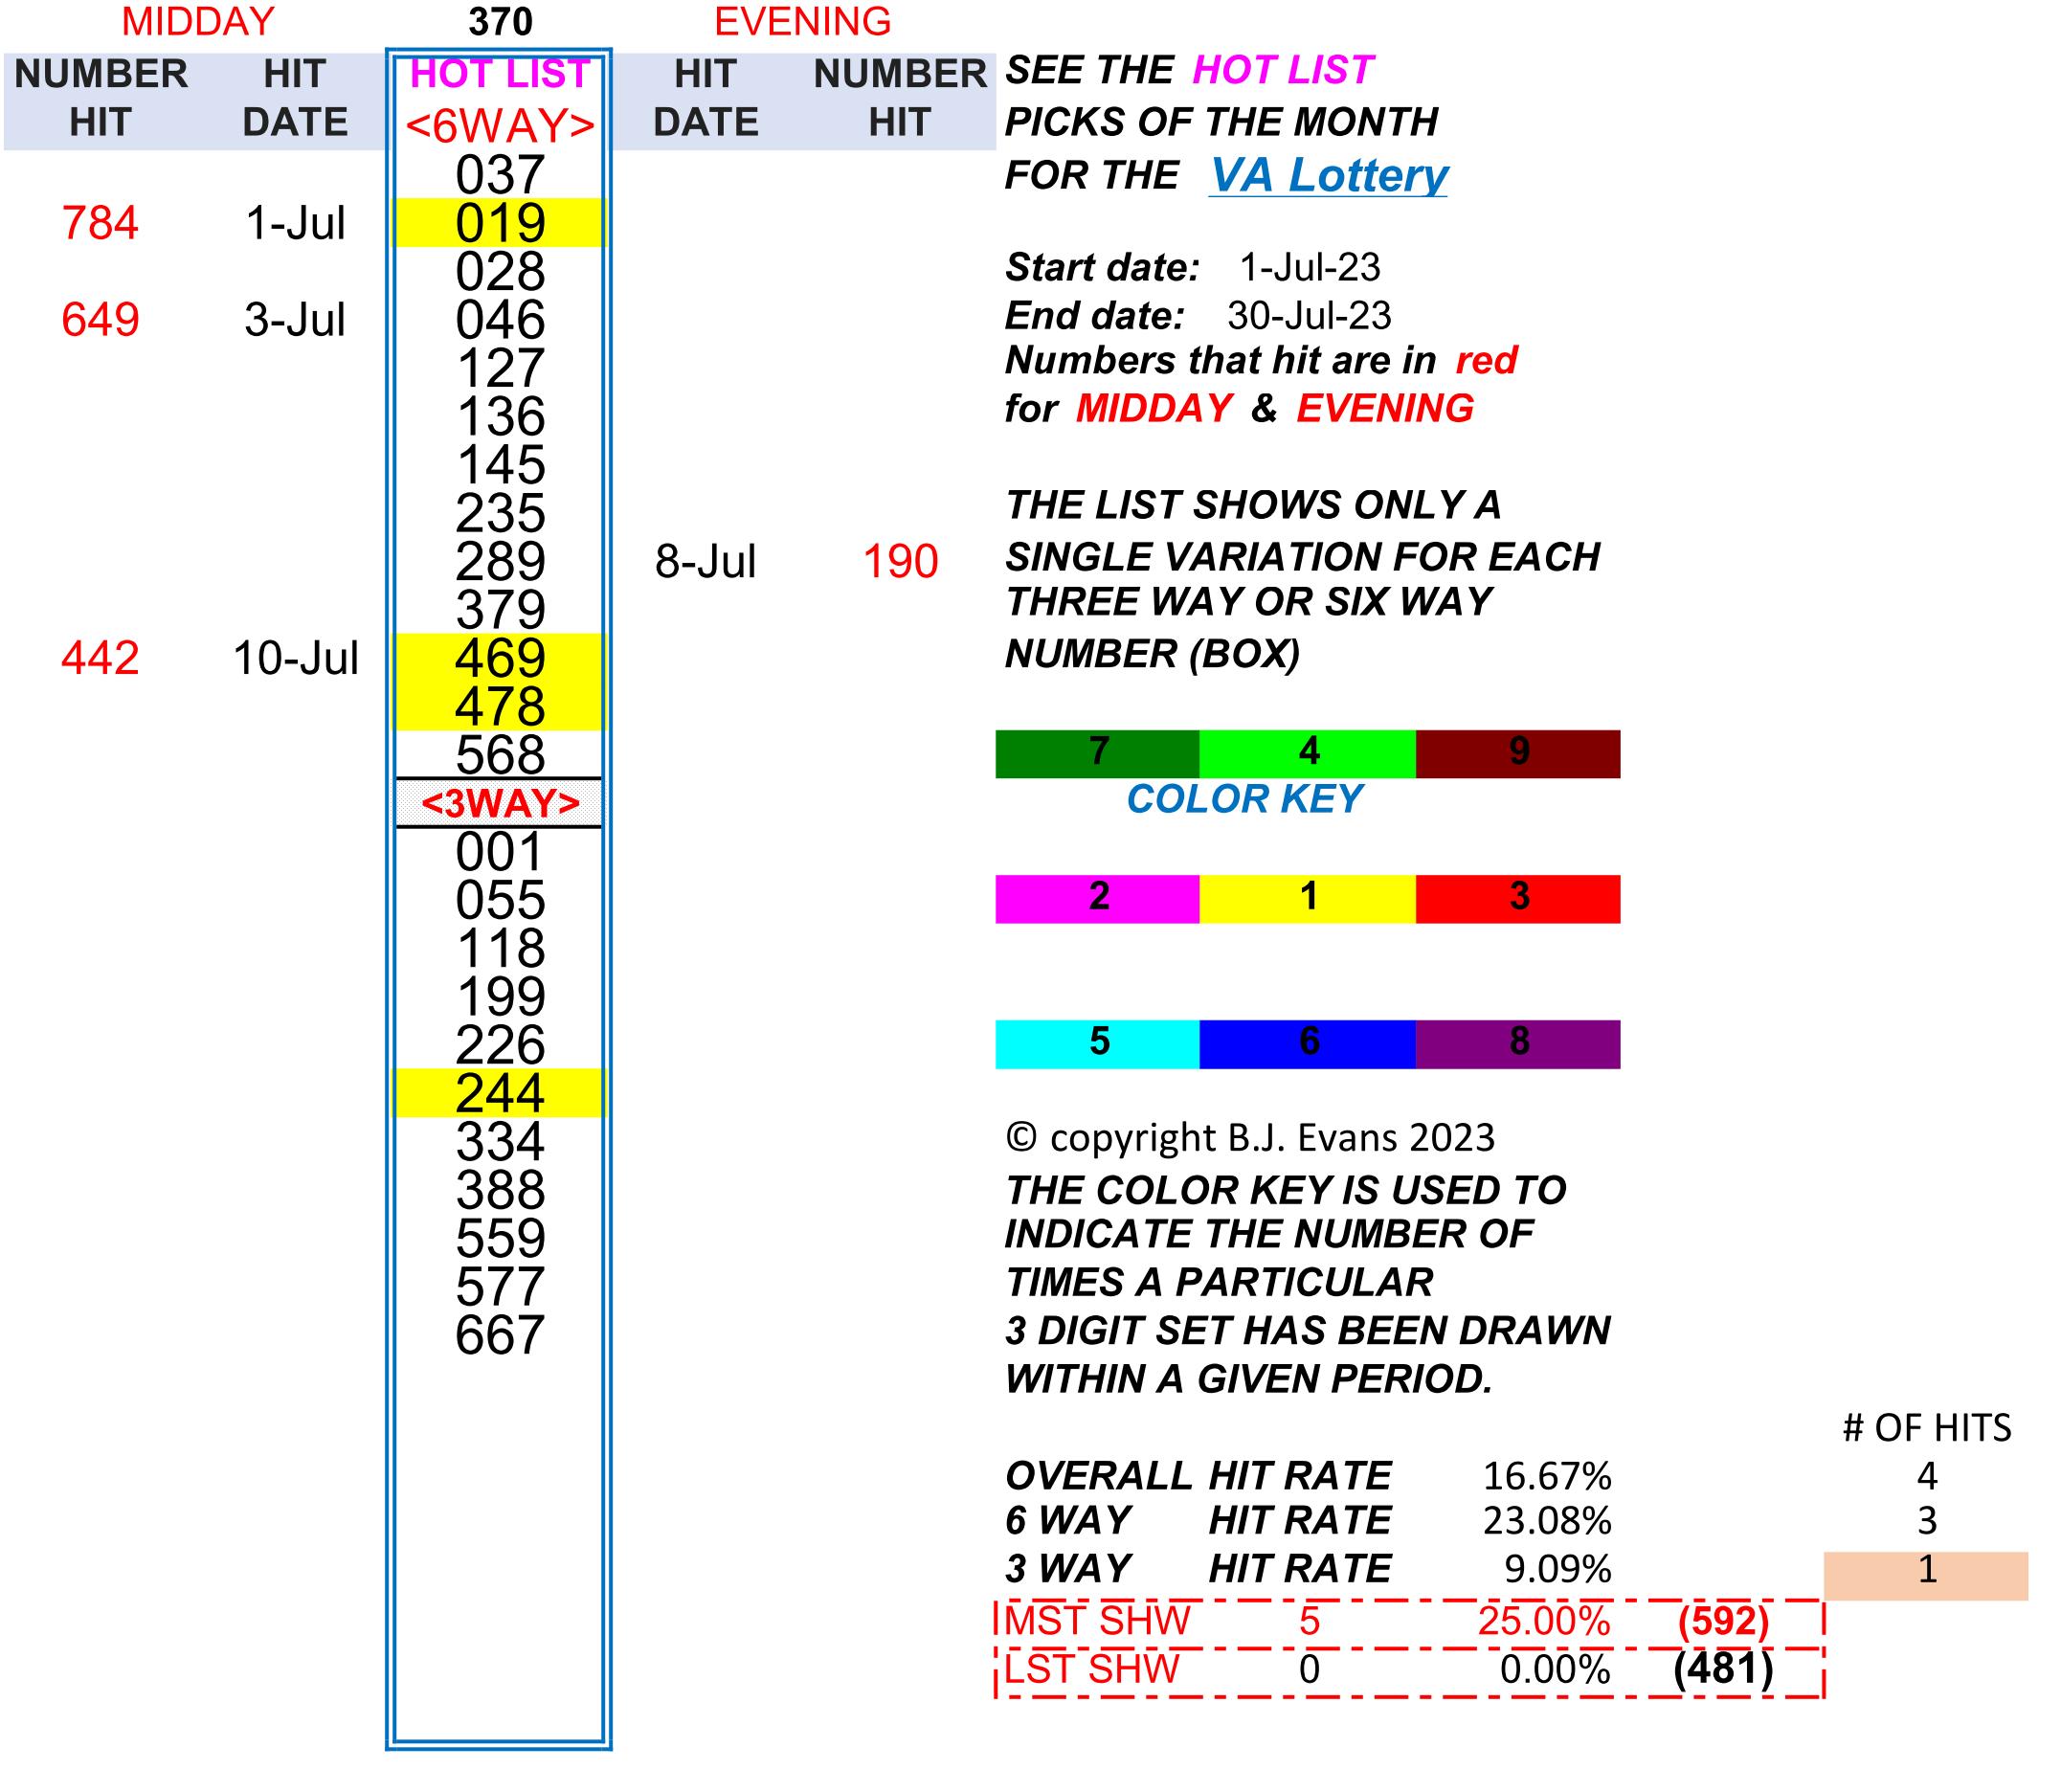 MIDDAY 370 EVENING
NUMBER HIT HOT LIST HIT NUMBER
HIT DATE <6WAY> DATE HIT
037
784 1-Jul 019
028
649 3-Jul 046
127
136
145
235
289 8-Jul 190
379
442 10-Jul 469
478
568
<3WAY>
001
055
118
199
226
244
334
388
559
577
667
SEE THE HOT LIST
PICKS OF THE MONTH
FOR THE VA Lottery
Start date: 1-Jul-23
End date: 30-Jul-23
Numbers that hit are in red
for MIDDAY & EVENING
THE LIST SHOWS ONLY A
SINGLE VARIATION FOR EACH
THREE WAY OR SIX WAY
NUMBER (BOX)
7 4 9
COLOR KEY
2 1 3
5 6 8
© copyright B.J. Evans 2023
THE COLOR KEY IS USED TO
INDICATE THE NUMBER OF
TIMES A PARTICULAR
3 DIGIT SET HAS BEEN DRAWN
WITHIN A GIVEN PERIOD.
# OF HITS
OVERALL HIT RATE 16.67% 4
6 WAY HIT RATE 23.08% 3
3 WAY HIT RATE 9.09% 1
MST SHW 5 25.00% (592)
LST SHW 0 0.00% (481)